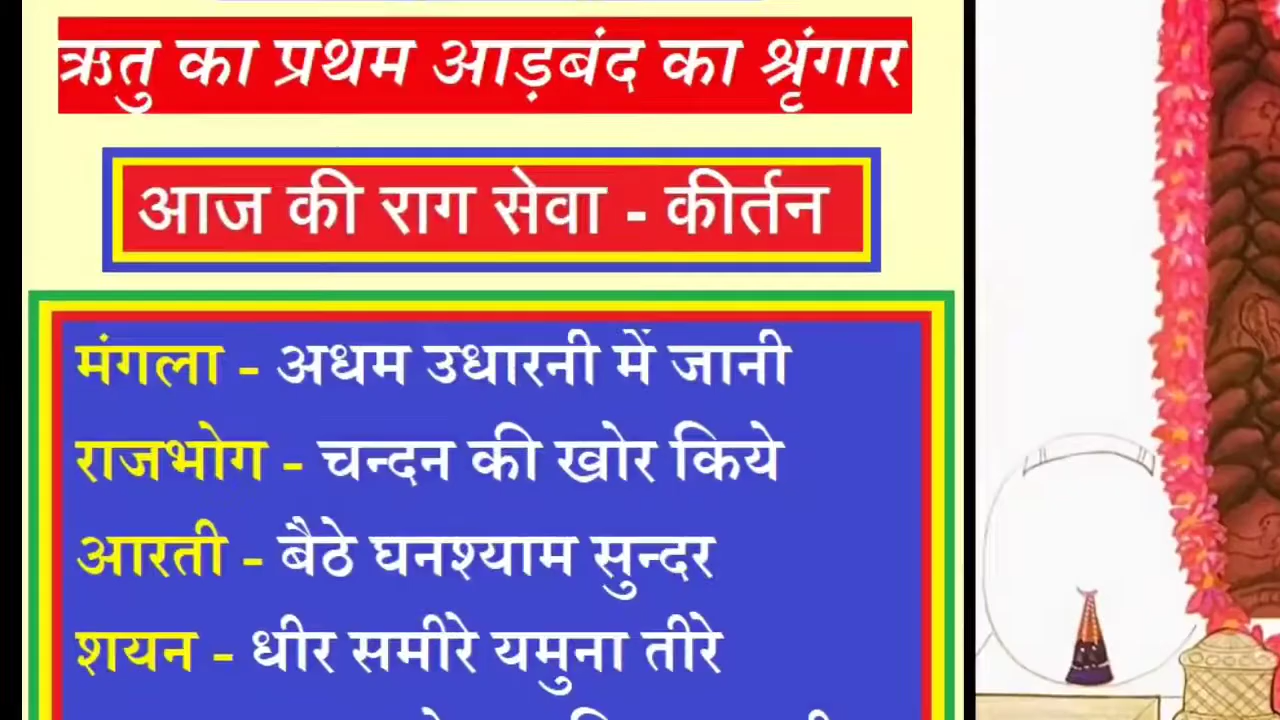 ऋतु का प्रथम आड़बंद का श्रृंगार
आज की राग सेवा - कीर्तन
मंगला - अधम उधारनी में जानी
राजभोग - चन्दन की खोर किये
आरती - बैठे घनश्याम सुन्दर
शयन - धीर समीरे यमुना तीरे